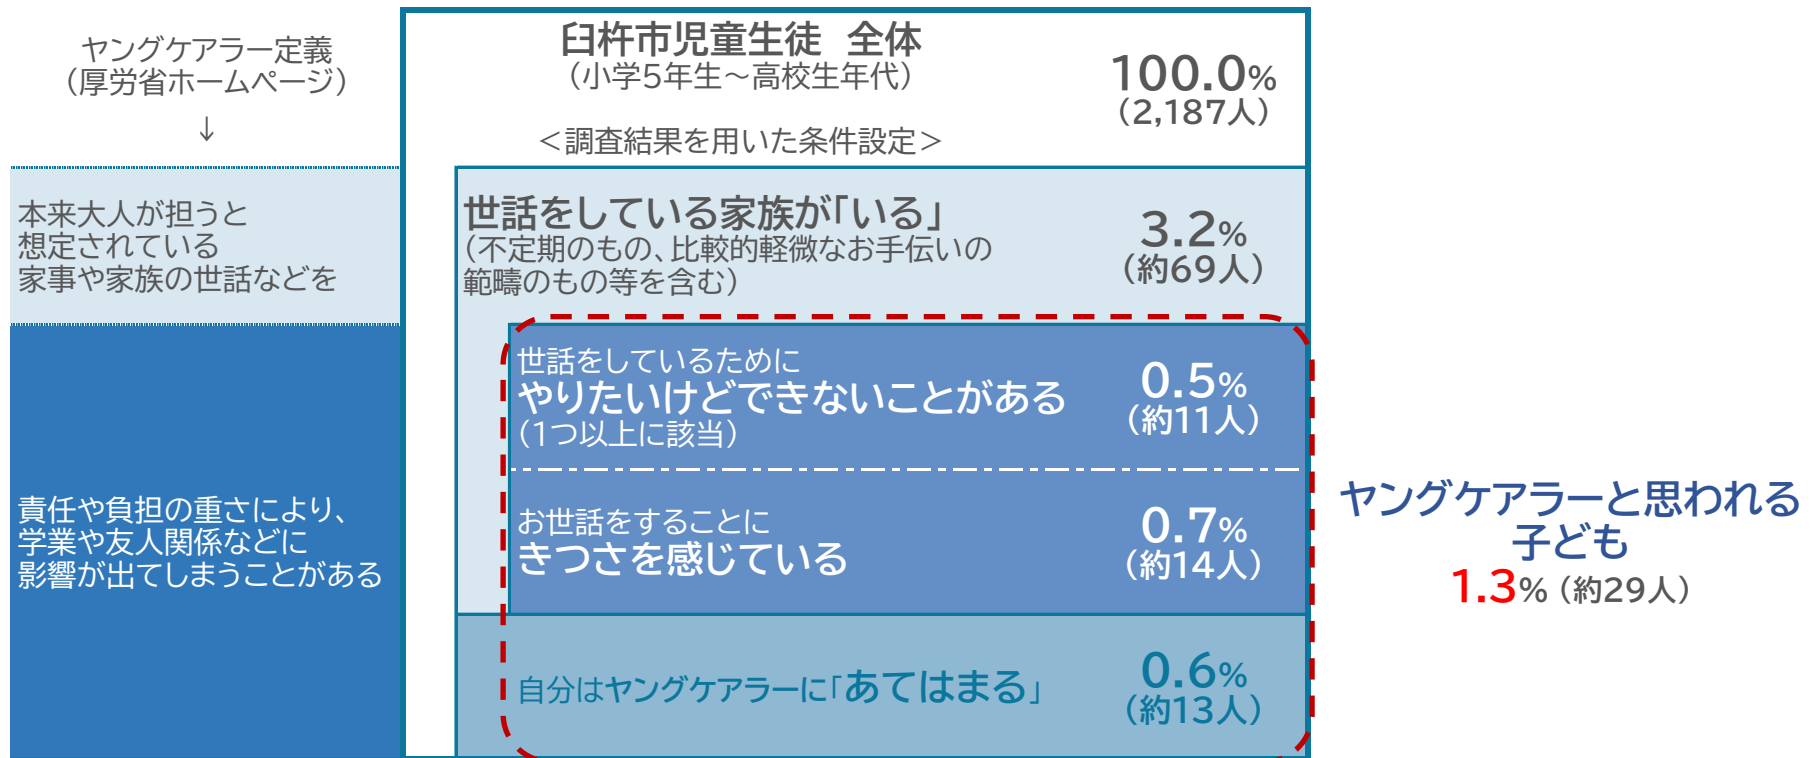 ヤングケアラー定義
（厚労省ホームページ）
↓
本来大人が担うと
想定されている
家事や家族の世話などを
責任や負担の重さにより、
学業や友人関係などに
影響が出てしまうことがある
臼杵市児童生徒　全体
（小学5年生～高校生年代）
100.0%
（2,187人）
＜調査結果を用いた条件設定＞
世話をしている家族が「いる」
（不定期のもの、比較的軽微なお手伝いの
範疇のもの等を含む）
3.2%
（約69人）
世話をしているために
やりたいけどできないことがある
（1つ以上に該当）
0.5%
（約11人）
お世話をすることに
きつさを感じている
0.7%
（約14人）
自分はヤングケアラーに「あてはまる」
0.6%
（約13人）
ヤングケアラーと思われる
子ども
1.3%（約29人）